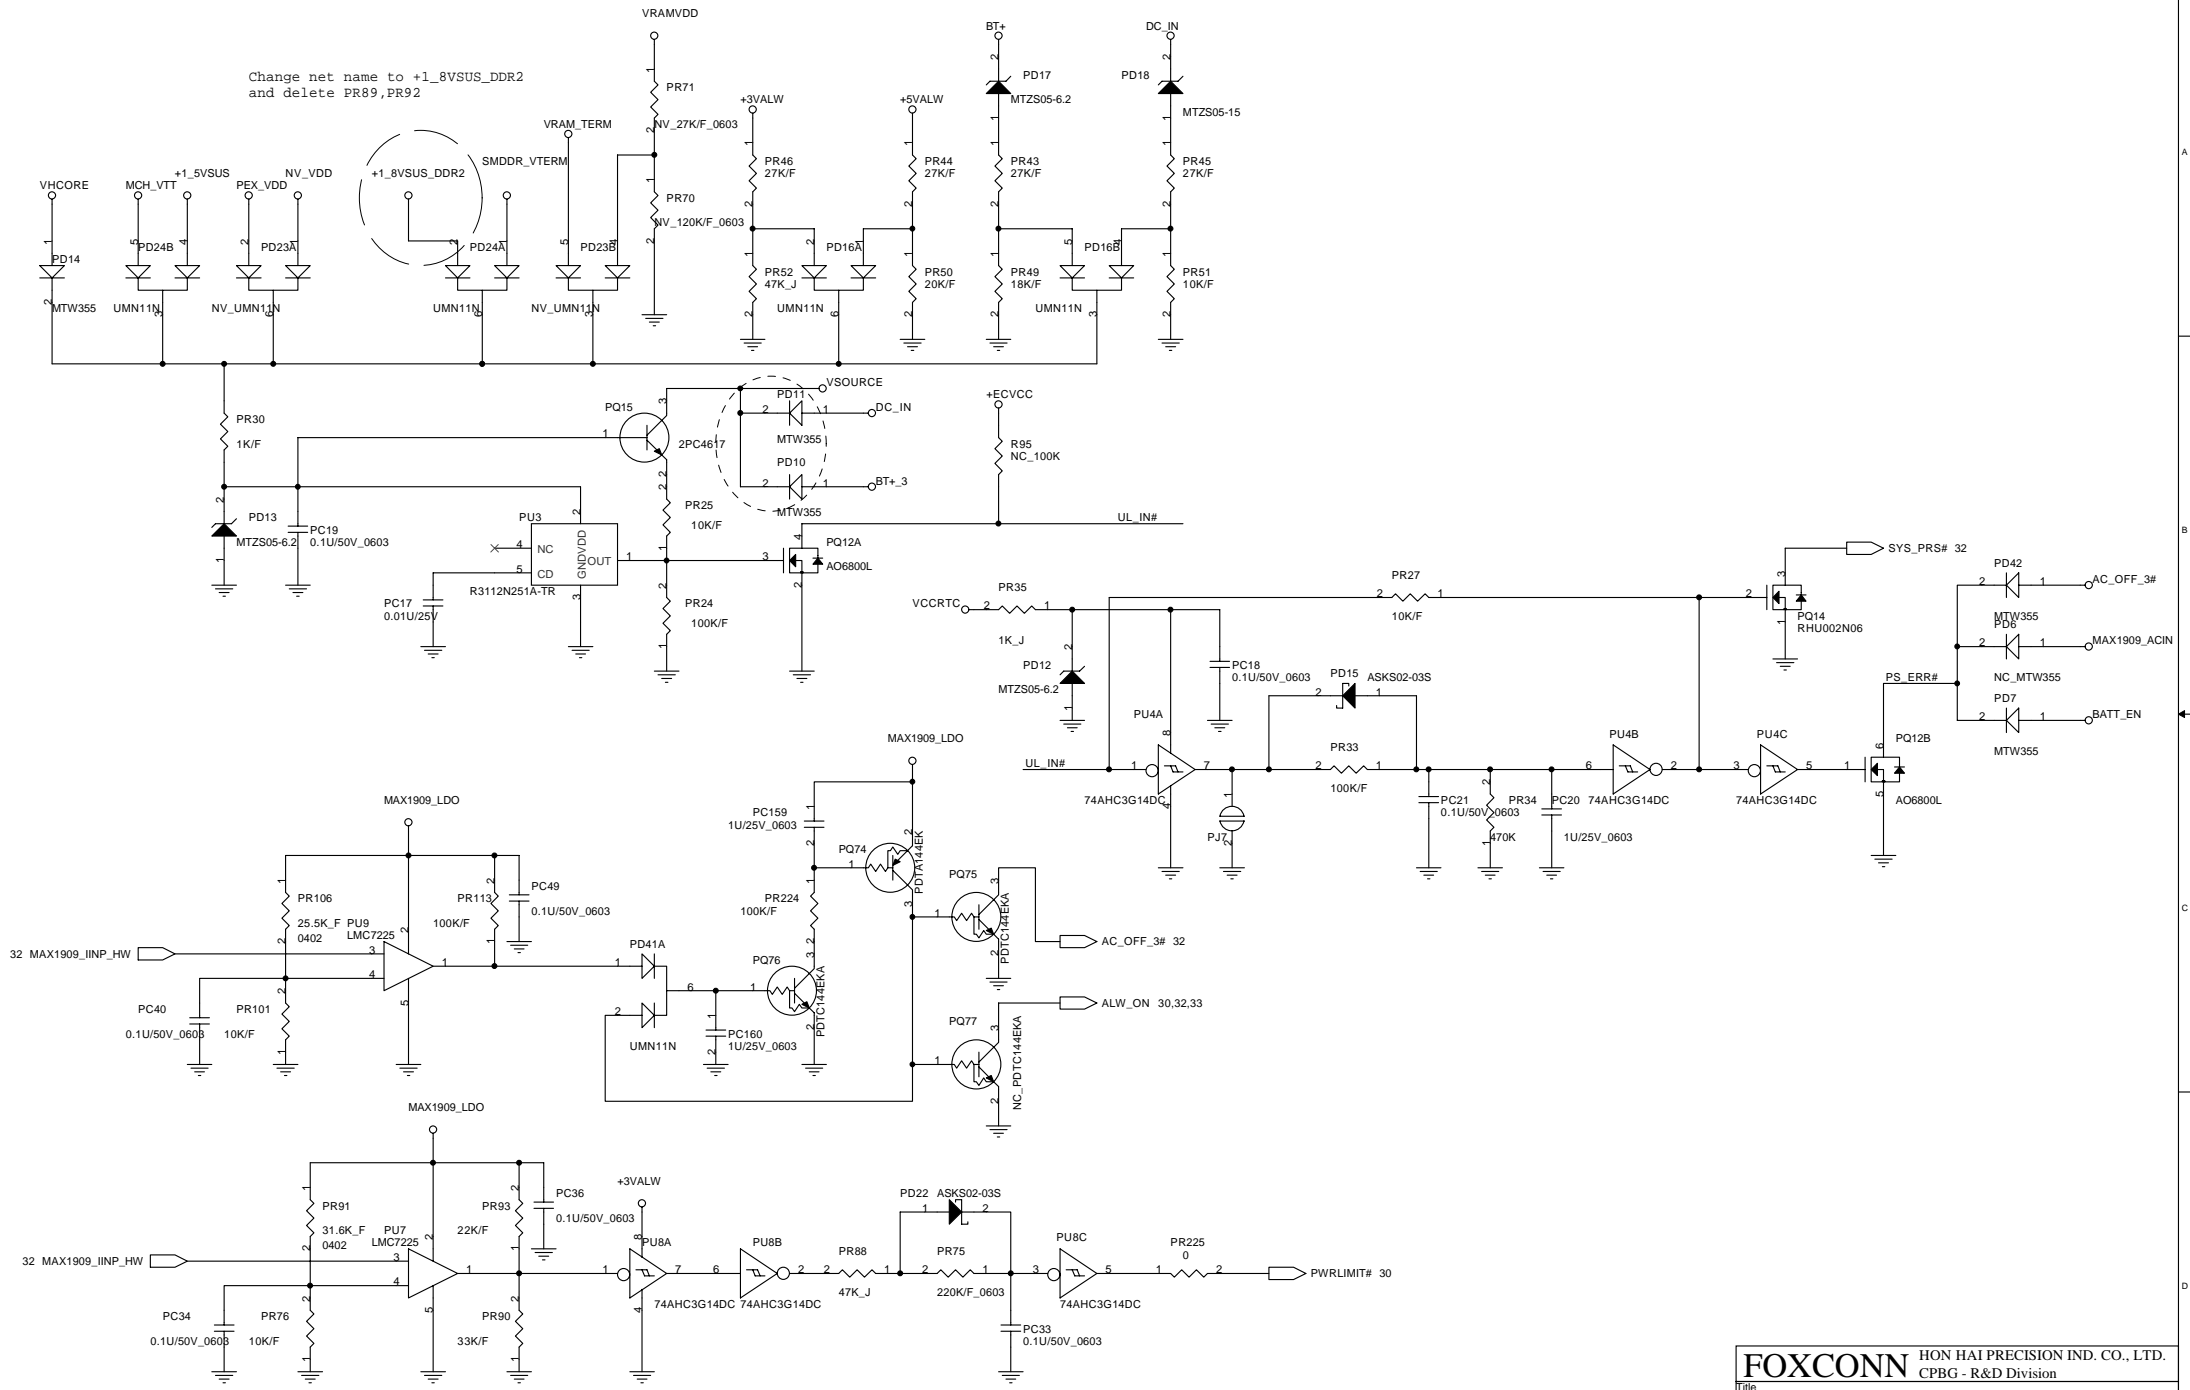 VRAMVDD
BT+
DC_IN
Change net name to +1_8VSUS_DDR2
and delete PR89,PR92
PR71
NV_27K/F_0603
PD17
MTZS05-6.2
PD18
MTZS05-15
+3VALW
+5VALW
VRAM_TERM
SMDDR_VTERM
PR46
27K/F
PR44
27K/F
PR43
27K/F
PR45
27K/F
VHCORE
MCH_VTT
+1_5VSUS
PEX_VDD
NV_VDD
+1_8VSUS_DDR2
PR70
NV_120K/F_0603
PD14
MTW355
PD24B
UMN11N
PD23A
NV_UMN11N
PD24A
UMN11N
PD23B
NV_UMN11N
PR52
47K_J
PD16A
UMN11N
PR50
20K/F
PR49
18K/F
PD16B
UMN11N
PR51
10K/F
A
PR30
1K/F
PQ15
2PC4617
VSOURCE
PD11
MTW355
DC_IN
PD10
MTW355
BT+_3
+ECVCC
R95
NC_100K
UL_IN#
PD13
MTZS05-6.2
PC19
0.1U/50V_0603
PU3
NC
CD
GND
VDD
OUT
R3112N251A-TR
PC17
0.01U/25V
PR25
10K/F
PR24
100K/F
PQ12A
AO6800L
B
SYS_PRS# 32
PQ14
RHU002N06
PD42
MTW355
AC_OFF_3#
PD6
NC_MTW355
MAX1909_ACIN
PD7
MTW355
BATT_EN
PS_ERR#
PR27
10K/F
VCCRTC
PR35
1K_J
PD12
MTZS05-6.2
PC18
0.1U/50V_0603
PD15
ASKS02-03S
UL_IN#
PU4A
74AHC3G14DC
PJ7
PR33
100K/F
PC21
0.1U/50V_0603
PR34
470K
PC20
1U/25V_0603
PU4B
74AHC3G14DC
PU4C
74AHC3G14DC
PQ12B
AO6800L
MAX1909_LDO
MAX1909_LDO
PC159
1U/25V_0603
PQ74
PDTA144EK
PR224
100K/F
PQ75
PDTC144EKA
AC_OFF_3# 32
C
PR106
25.5K_F
0402
PU9
LMC7225
PR113
100K/F
PC49
0.1U/50V_0603
32 MAX1909_IINP_HW
PC40
0.1U/50V_0603
PR101
10K/F
PD41A
UMN11N
PC160
1U/25V_0603
PQ76
PDTC144EKA
ALW_ON 30,32,33
PQ77
NC_PDTC144EKA
MAX1909_LDO
PR91
31.6K_F
0402
PU7
LMC7225
PR93
22K/F
PC36
0.1U/50V_0603
+3VALW
32 MAX1909_IINP_HW
PC34
0.1U/50V_0603
PR76
10K/F
PR90
33K/F
PU8A
74AHC3G14DC
PU8B
74AHC3G14DC
PR88
47K_J
PD22
ASKS02-03S
PR75
220K/F_0603
PC33
0.1U/50V_0603
PU8C
74AHC3G14DC
PR225
0
PWRLIMIT# 30
D
FOXCONN
HON HAI PRECISION IND. CO., LTD.
CPBG - R&D Division
Title